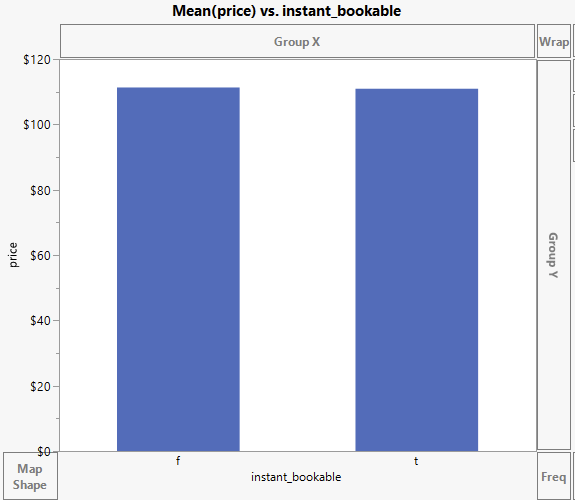 Mean(price) vs. instant_bookable
Group X
Wrap
$120
$100
$80
$60
$40
$20
$0
price
Group Y
f
t
instant_bookable
Map
Shape
Freq